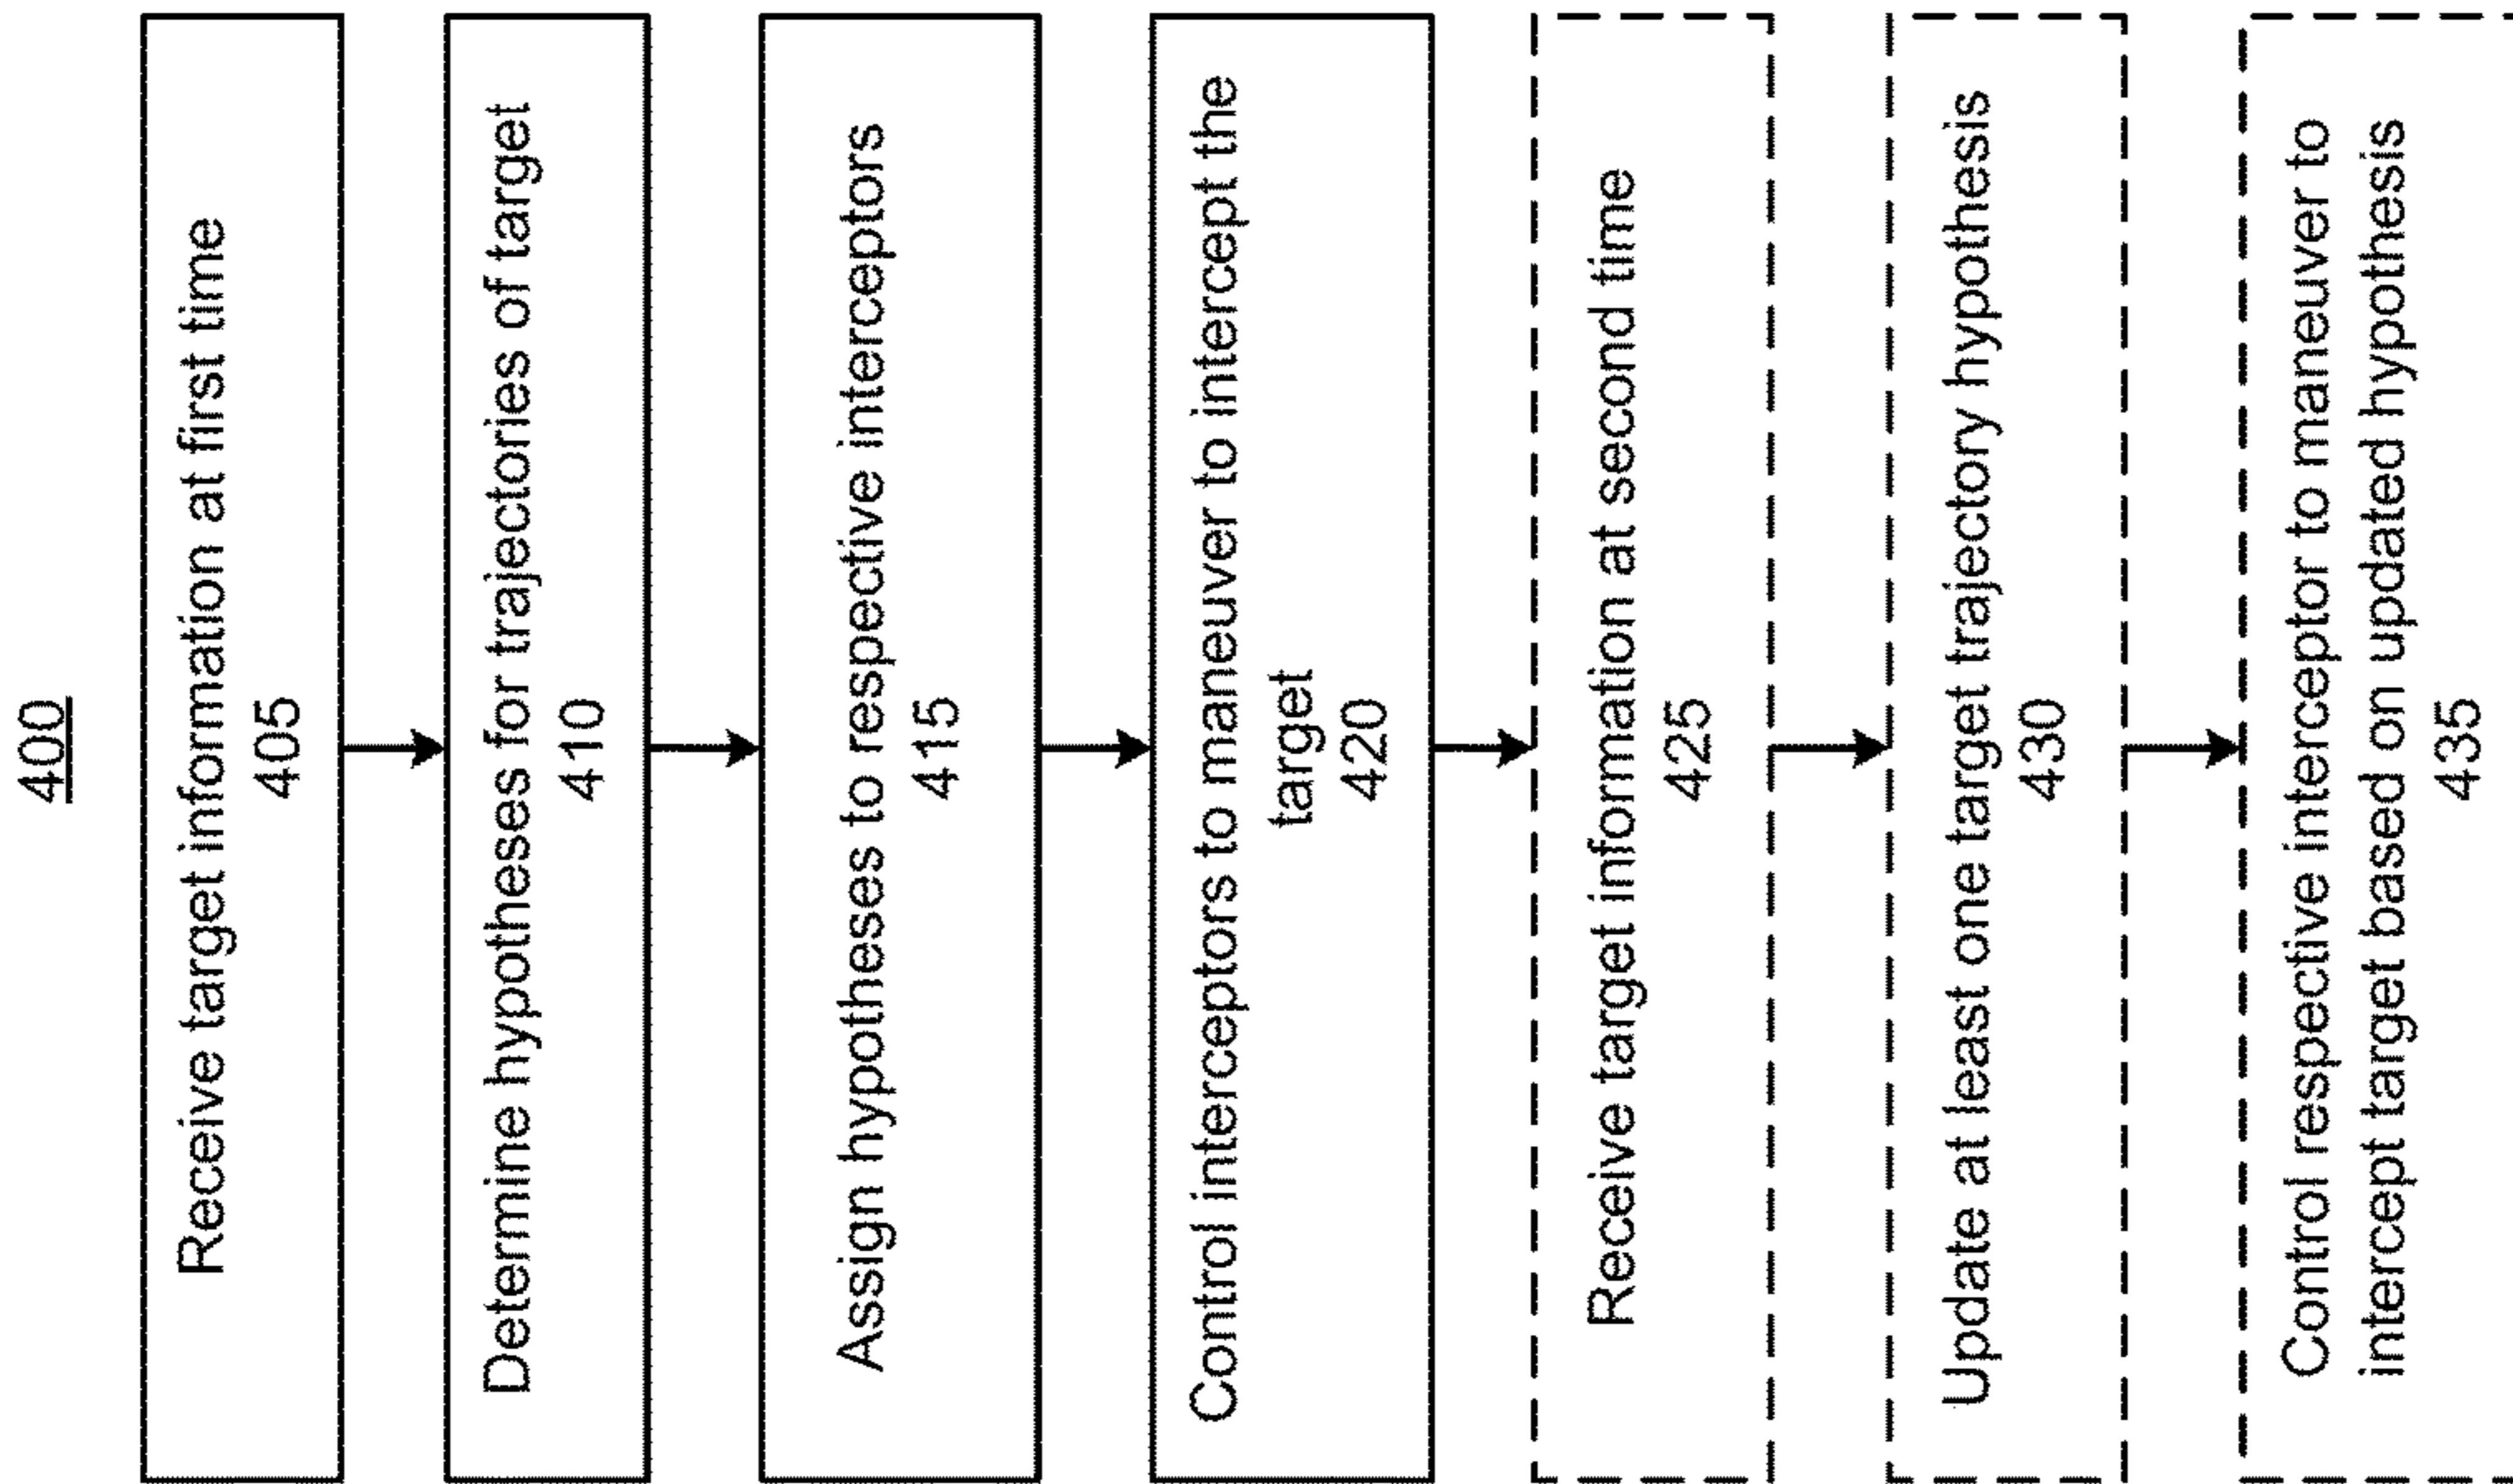 400
Receive target information at first time
405
Determine hypotheses for trajectories of target
410
Assign hypotheses to respective interceptors
415
Control interceptors to maneuver to intercept the
target
420
Receive target information at second time
425
Update at least one target trajectory hypothesis
430
Control respective interceptor to maneuver to
intercept target based on updated hypothesis
435